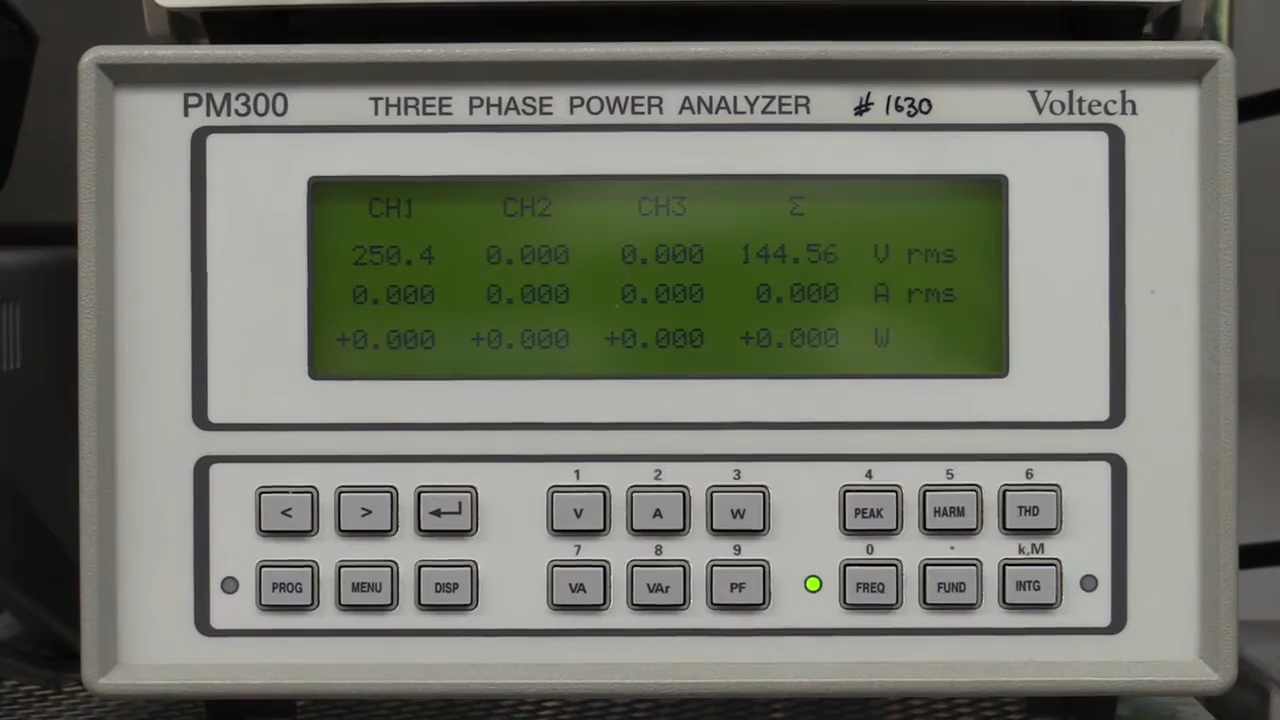 PM300 THREE PHASE POWER ANALYZER # 1630 Voltech
CH1 CH2 CH3 Σ
250.4 0.000 0.000 144.56 V rms
0.000 0.000 0.000 0.000 A rms
+0.000 +0.000 +0.000 +0.000 W
1 2 3 4 5 6
< > V A W PEAK HARM THD
7 8 9 0 · k,M
PROG MENU DISP VA VAr PF FREQ FUND INTG